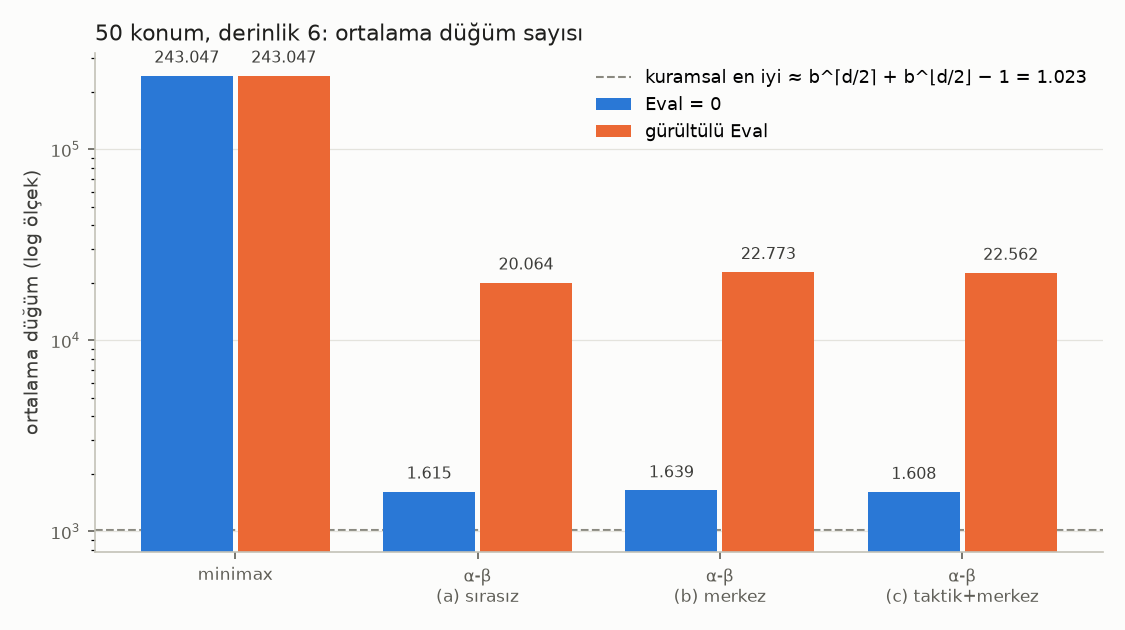 50 konum, derinlik 6: ortalama düğüm sayısı
243.047
243.047
kuramsal en iyi ≈ b^⌈d/2⌉ + b^⌊d/2⌋ − 1 = 1.023
Eval = 0
gürültülü Eval
ortalama düğüm (log ölçek)
10⁵
10⁴
10³
1.615
20.064
1.639
22.773
1.608
22.562
minimax
α-β
(a) sırasız
α-β
(b) merkez
α-β
(c) taktik+merkez